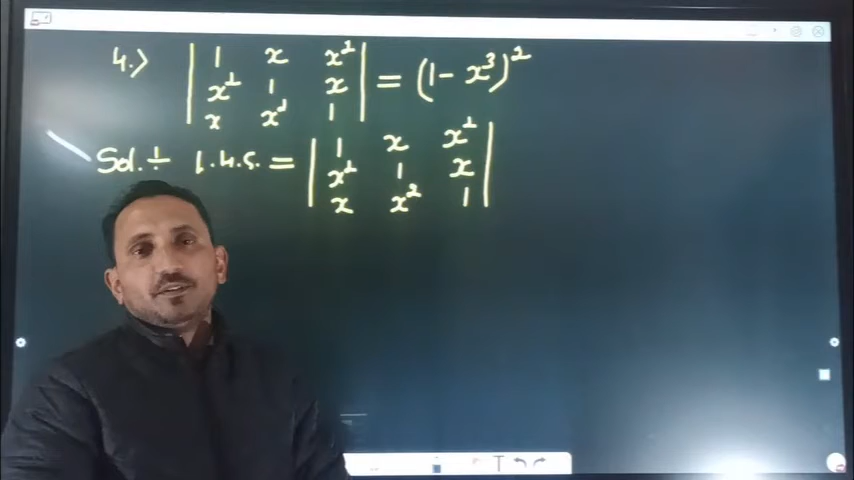 4.> | 1 x x² | = (1 - x³)²
| x² 1 x |
| x x² 1 |
Sol. ÷ L.H.S. = | 1 x x² |
| x² 1 x |
| x x² 1 |
T